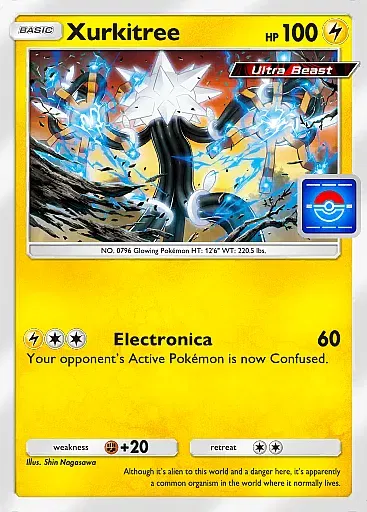 BASIC
Xurkitree
HP 100
Ultra Beast
NO. 0796 Glowing Pokémon HT: 12'6" WT: 220.5 lbs.
Electronica 60
Your opponent's Active Pokémon is now Confused.
weakness +20 retreat
Illus. Shin Nagasawa
Although it's alien to this world and a danger here, it's apparently
a common organism in the world where it normally lives.